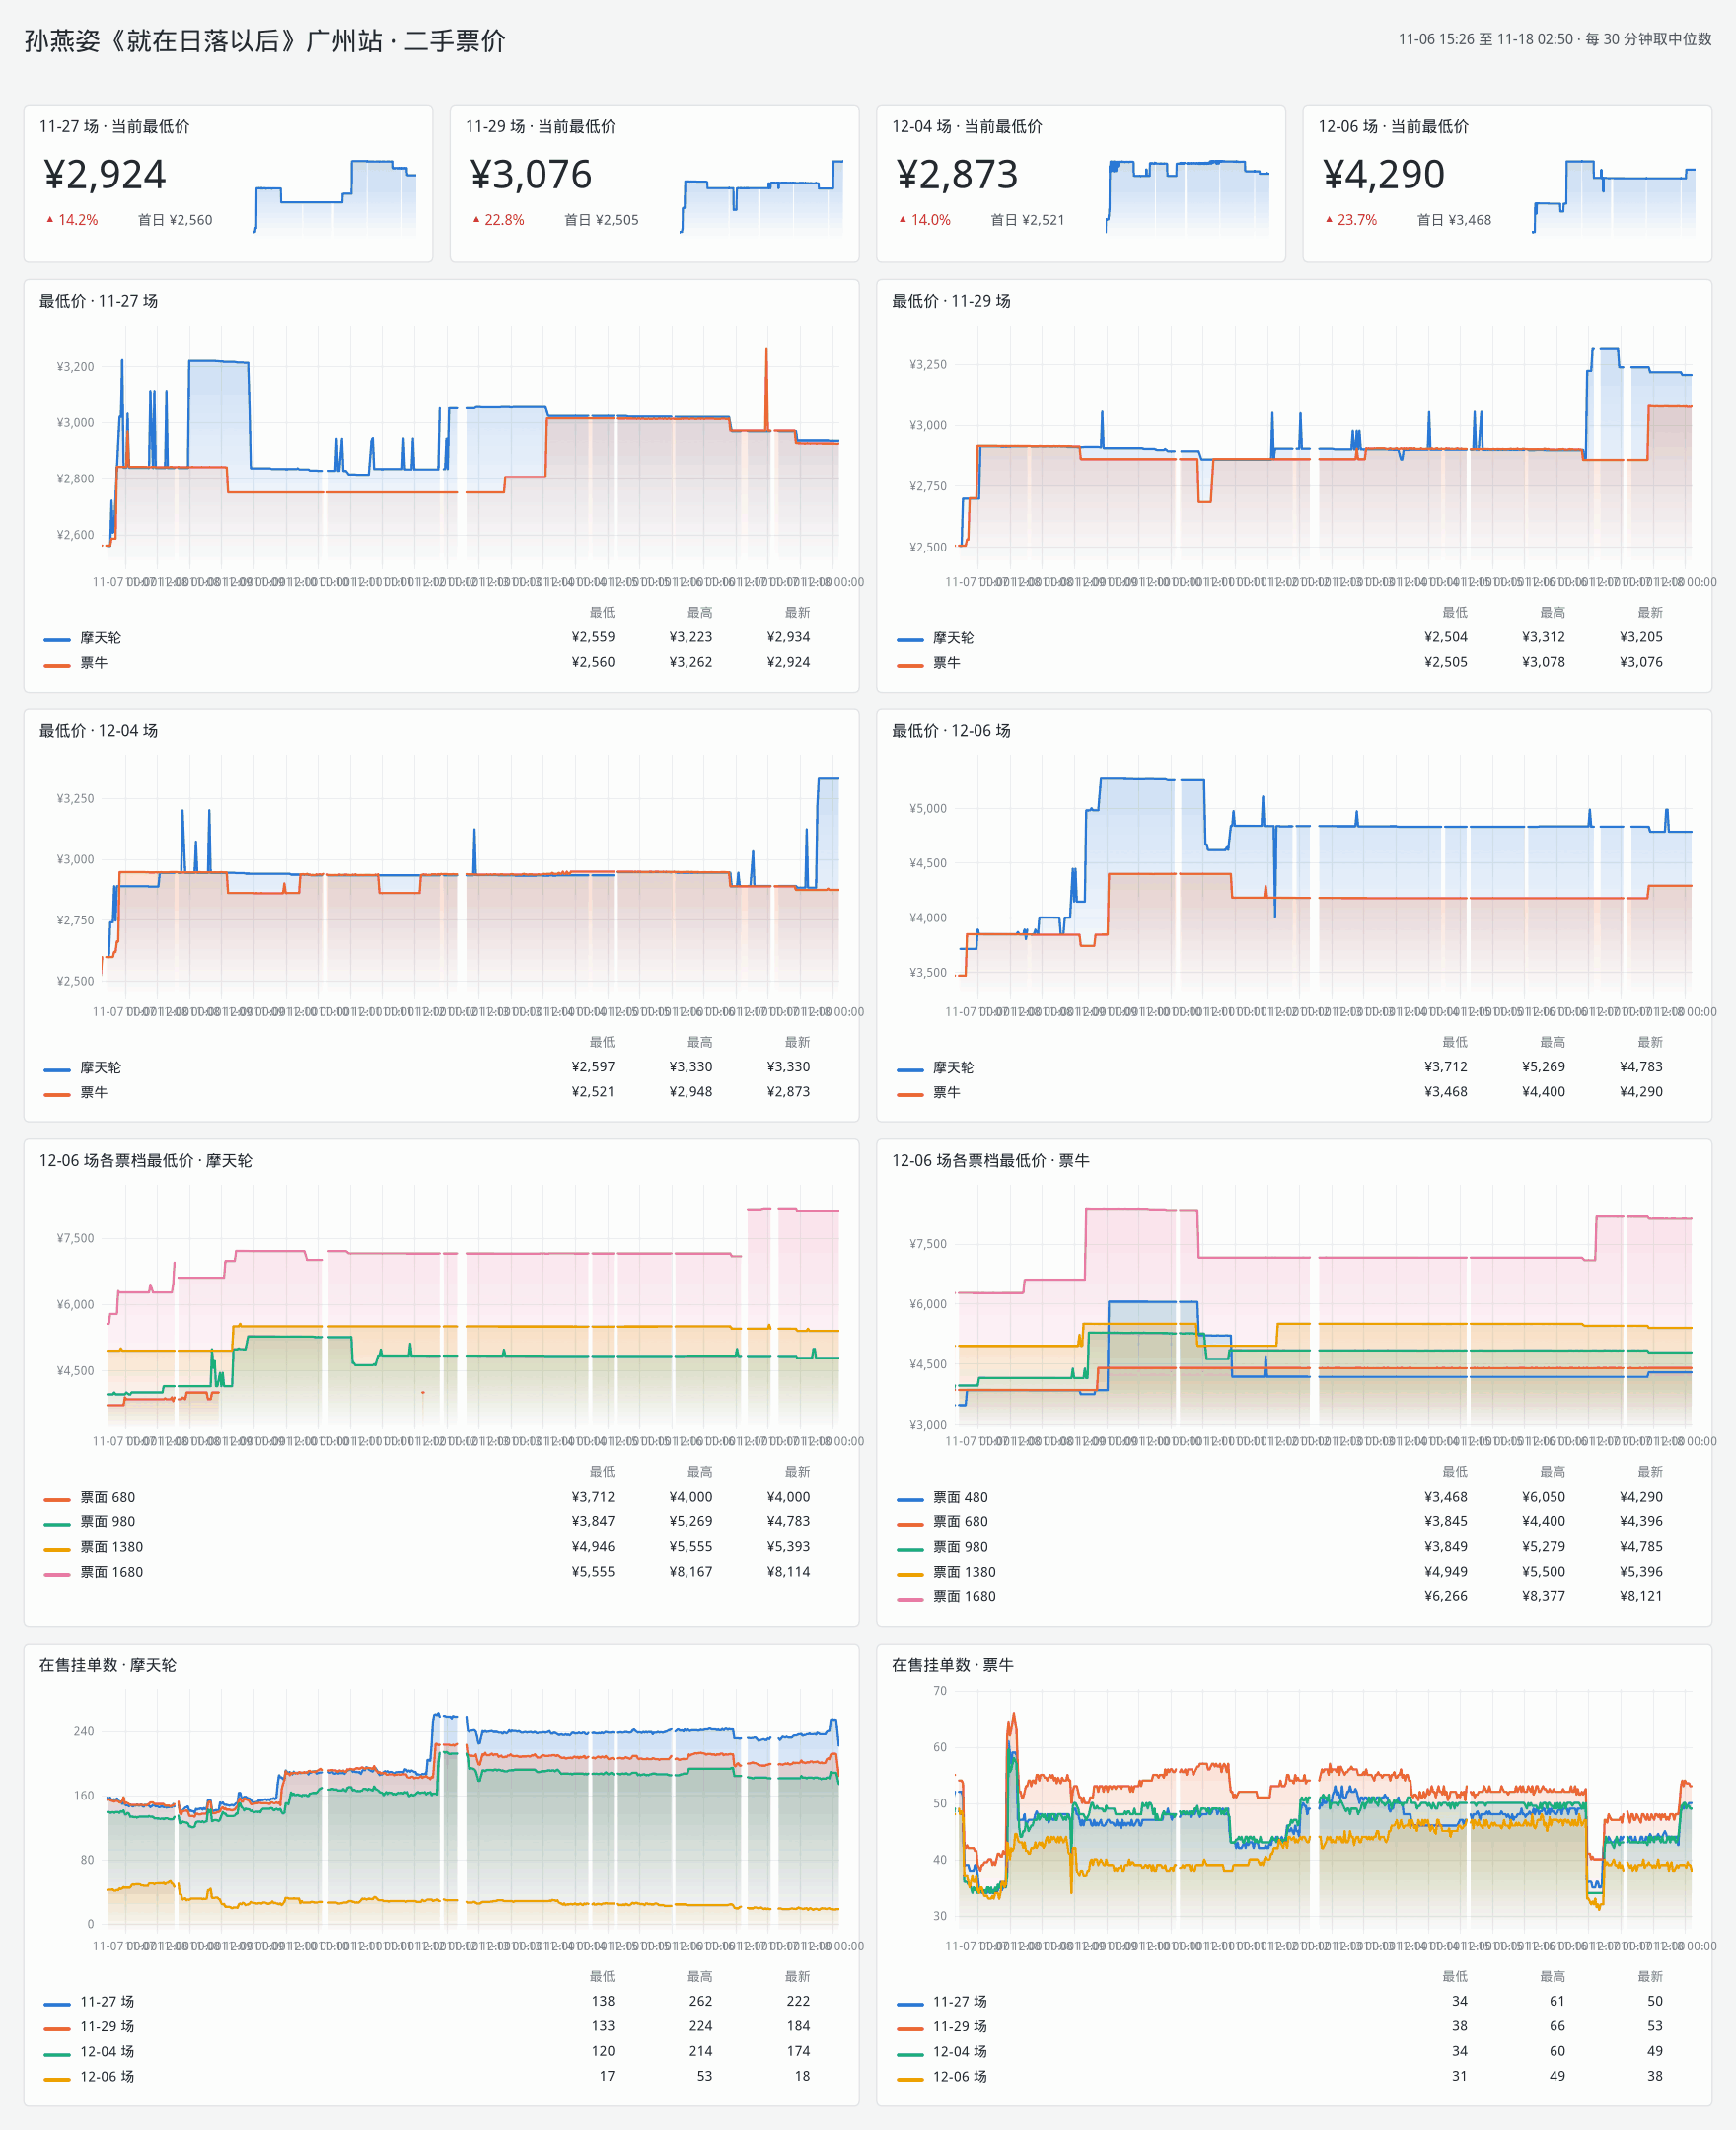 孙燕姿《就在日落以后》广州站 · 二手票价
11-06 15:26 至 11-18 02:50 · 每 30 分钟取中位数
11-27 场 · 当前最低价
¥2,924
▲ 14.2% 首日 ¥2,560
11-29 场 · 当前最低价
¥3,076
▲ 22.8% 首日 ¥2,505
12-04 场 · 当前最低价
¥2,873
▲ 14.0% 首日 ¥2,521
12-06 场 · 当前最低价
¥4,290
▲ 23.7% 首日 ¥3,468
最低价 · 11-27 场
¥3,200
¥3,000
¥2,800
¥2,600
最低 最高 最新
摩天轮 ¥2,559 ¥3,223 ¥2,934
票牛 ¥2,560 ¥3,262 ¥2,924
最低价 · 11-29 场
¥3,250
¥3,000
¥2,750
¥2,500
最低 最高 最新
摩天轮 ¥2,504 ¥3,312 ¥3,205
票牛 ¥2,505 ¥3,078 ¥3,076
最低价 · 12-04 场
¥3,250
¥3,000
¥2,750
¥2,500
最低 最高 最新
摩天轮 ¥2,597 ¥3,330 ¥3,330
票牛 ¥2,521 ¥2,948 ¥2,873
最低价 · 12-06 场
¥5,000
¥4,500
¥4,000
¥3,500
最低 最高 最新
摩天轮 ¥3,712 ¥5,269 ¥4,783
票牛 ¥3,468 ¥4,400 ¥4,290
12-06 场各票档最低价 · 摩天轮
¥7,500
¥6,000
¥4,500
最低 最高 最新
票面 680 ¥3,712 ¥4,000 ¥4,000
票面 980 ¥3,847 ¥5,269 ¥4,783
票面 1380 ¥4,946 ¥5,555 ¥5,393
票面 1680 ¥5,555 ¥8,167 ¥8,114
12-06 场各票档最低价 · 票牛
¥7,500
¥6,000
¥4,500
¥3,000
最低 最高 最新
票面 480 ¥3,468 ¥6,050 ¥4,290
票面 680 ¥3,845 ¥4,400 ¥4,396
票面 980 ¥3,849 ¥5,279 ¥4,785
票面 1380 ¥4,949 ¥5,500 ¥5,396
票面 1680 ¥6,266 ¥8,377 ¥8,121
在售挂单数 · 摩天轮
240
160
80
0
最低 最高 最新
11-27 场 138 262 222
11-29 场 133 224 184
12-04 场 120 214 174
12-06 场 17 53 18
在售挂单数 · 票牛
70
60
50
40
30
最低 最高 最新
11-27 场 34 61 50
11-29 场 38 66 53
12-04 场 34 60 49
12-06 场 31 49 38